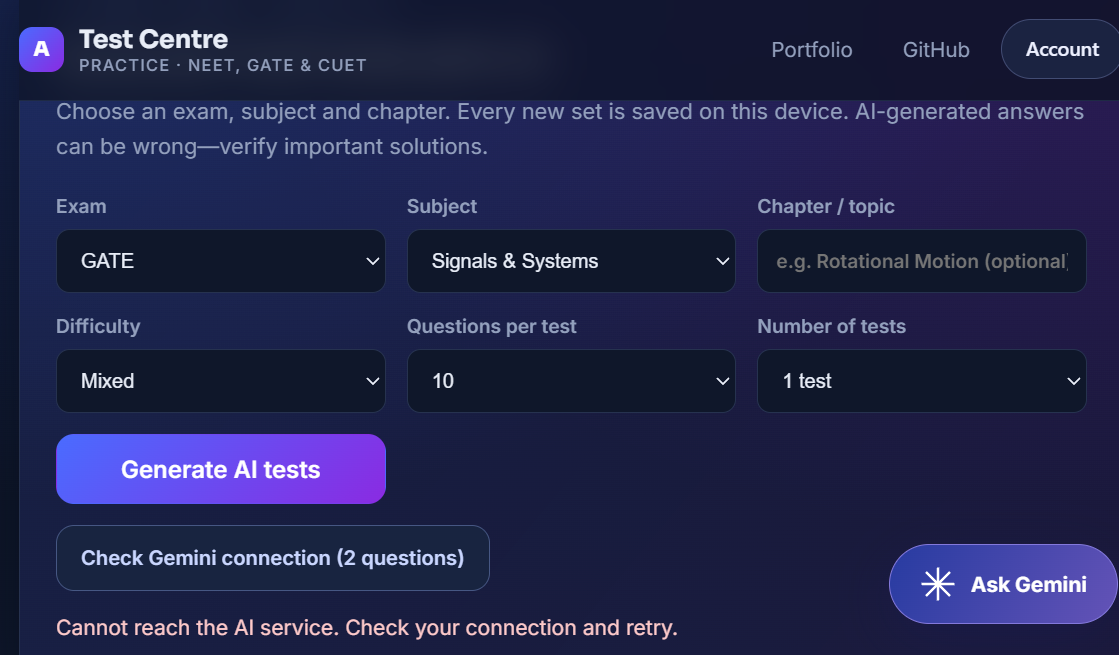 A
Test Centre
PRACTICE · NEET, GATE & CUET
Portfolio
GitHub
Account
Choose an exam, subject and chapter. Every new set is saved on this device. AI-generated answers
can be wrong—verify important solutions.
Exam
Subject
Chapter / topic
GATE
Signals & Systems
e.g. Rotational Motion (optional)
Difficulty
Questions per test
Number of tests
Mixed
10
1 test
Generate AI tests
Check Gemini connection (2 questions)
Ask Gemini
Cannot reach the AI service. Check your connection and retry.